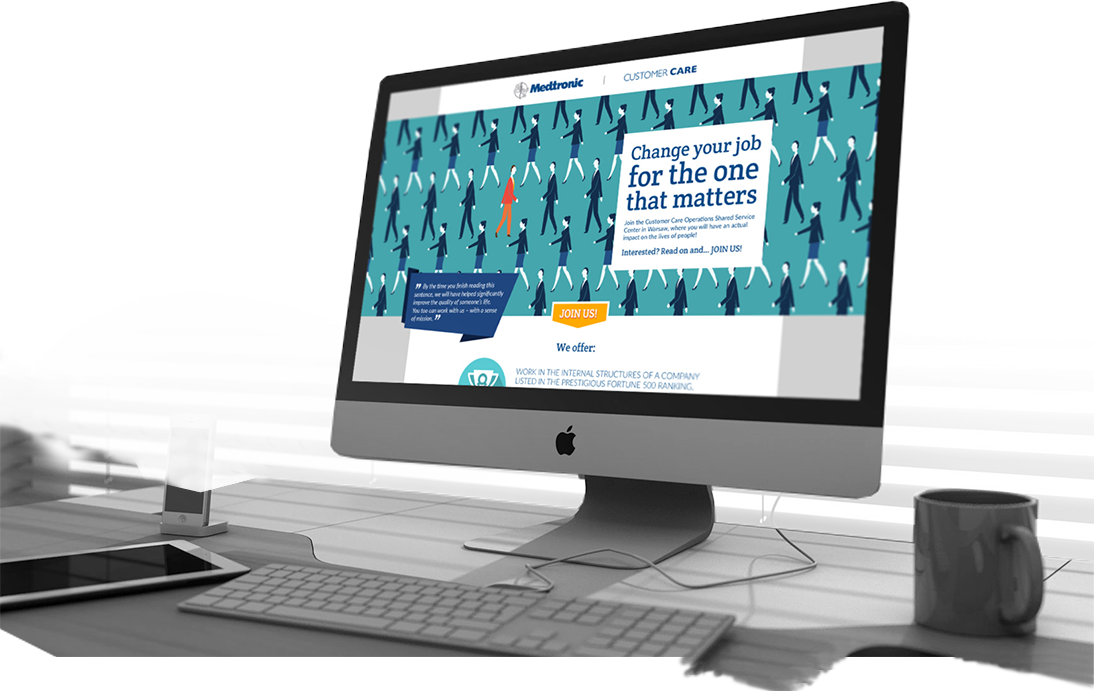 Medtronic | CUSTOMER CARE
Change your job
for the one
that matters
Join the Customer Care Operations Shared Service
Center in Warsaw, where you will have an actual
impact on the lives of people!
Interested? Read on and... JOIN US!
” By the time you finish reading this
sentence, we will have helped significantly
improve the quality of someone's life.
You too can work with us – with a sense
of mission. ”
JOIN US!
We offer:
WORK IN THE INTERNAL STRUCTURES OF A COMPANY
LISTED IN THE PRESTIGIOUS FORTUNE 500 RANKING,